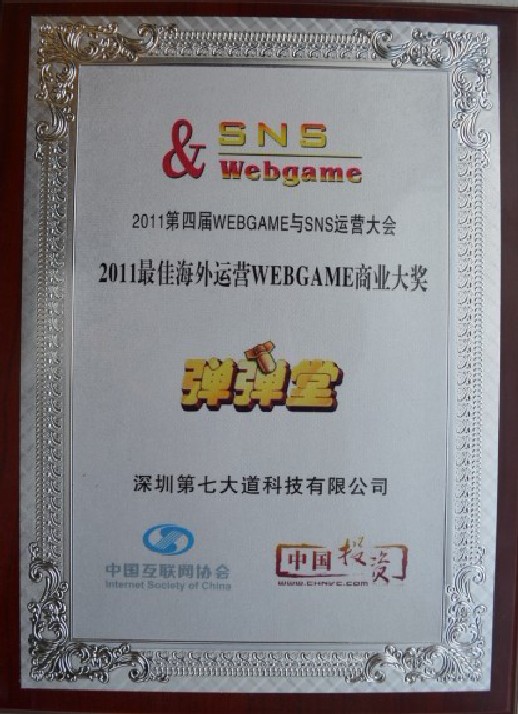 & SNS
Webgame
2011第四届WEBGAME与SNS运营大会
2011最佳海外运营WEBGAME商业大奖
弹弹堂
深圳第七大道科技有限公司
中国互联网协会
Internet Society of China
中国投资
www.CHNVC.com